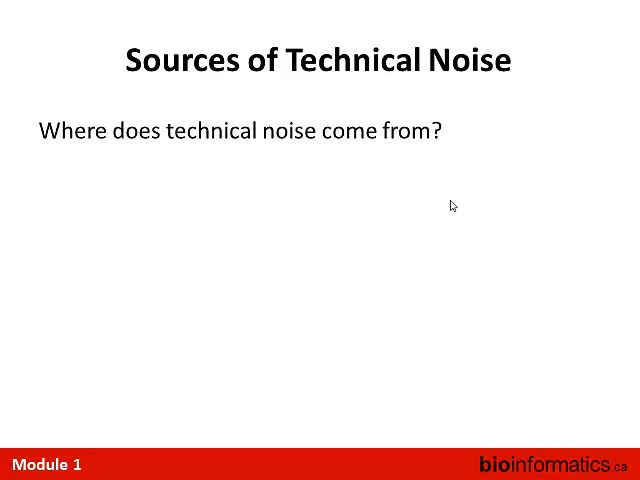 Sources of Technical Noise
Where does technical noise come from?
Module 1
bioinformatics.ca